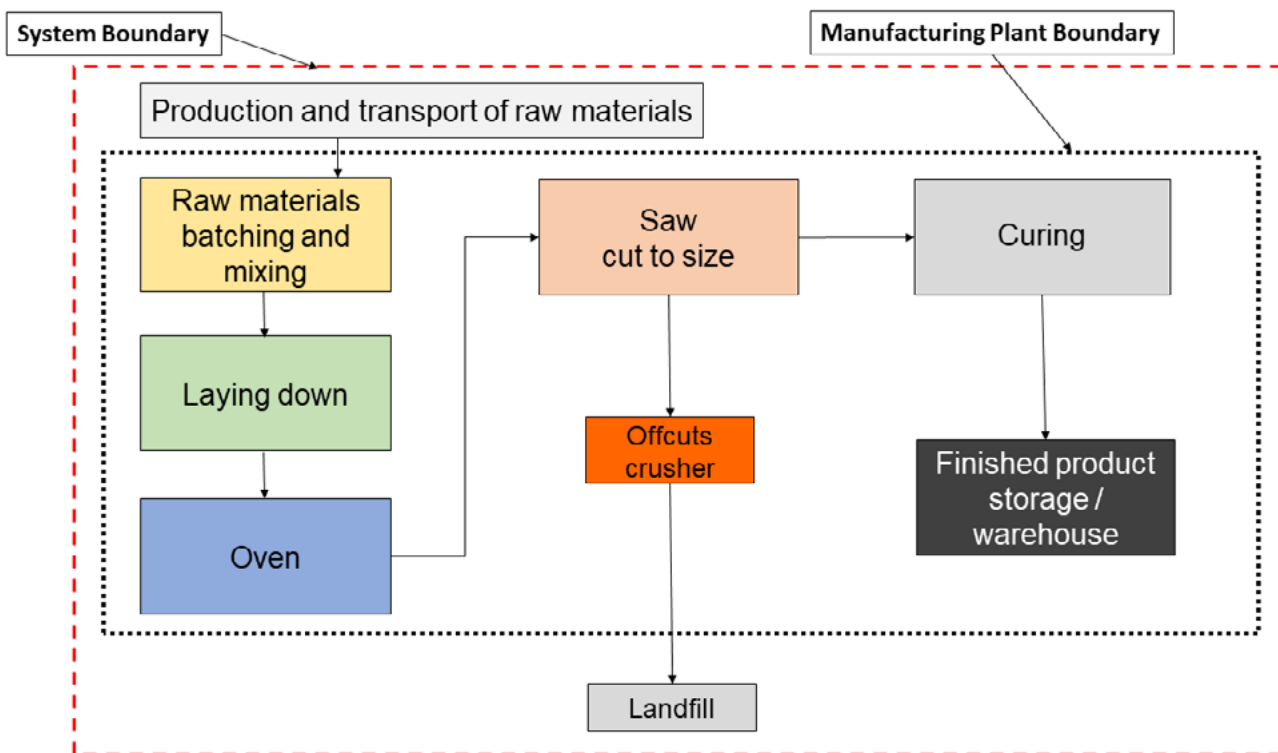 System Boundary
Manufacturing Plant Boundary
Production and transport of raw materials
Raw materials
batching and
mixing
Saw
cut to size
Curing
Laying down
Offcuts
crusher
Finished product
storage /
warehouse
Oven
Landfill